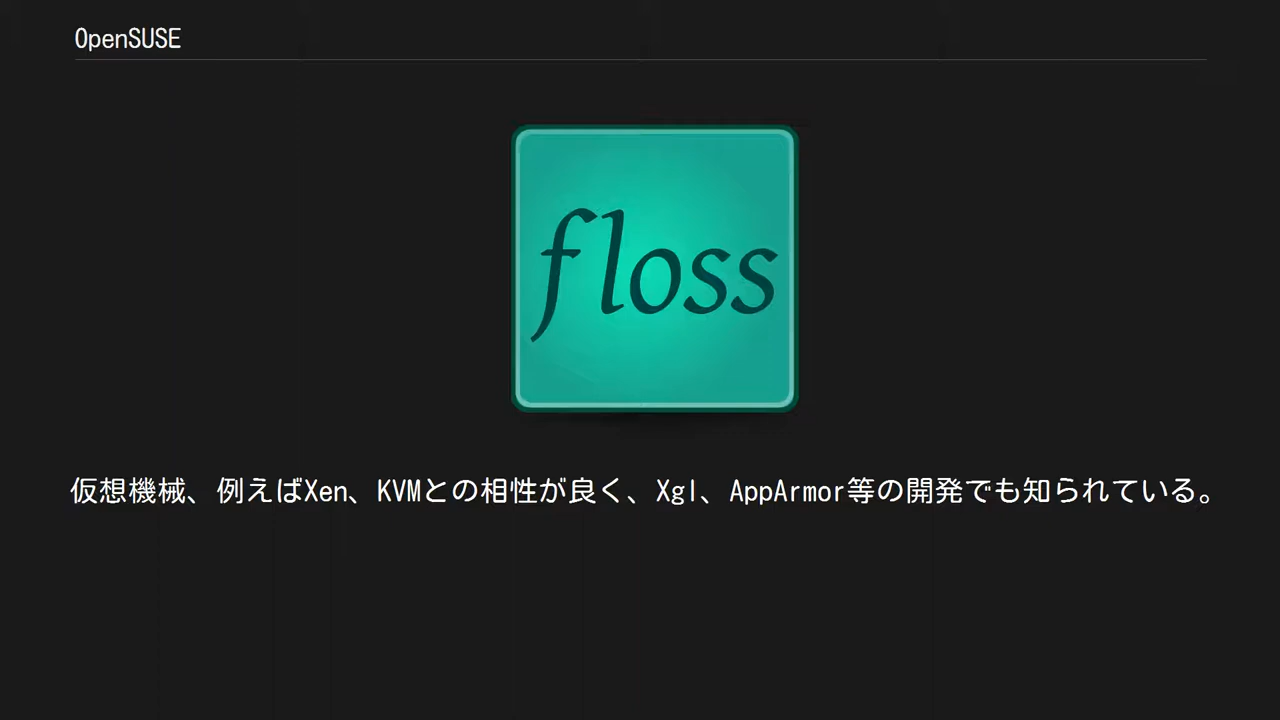 OpenSUSE
floss
仮想機械、例えばXen、KVMとの相性が良く、Xgl、AppArmor等の開発でも知られている。